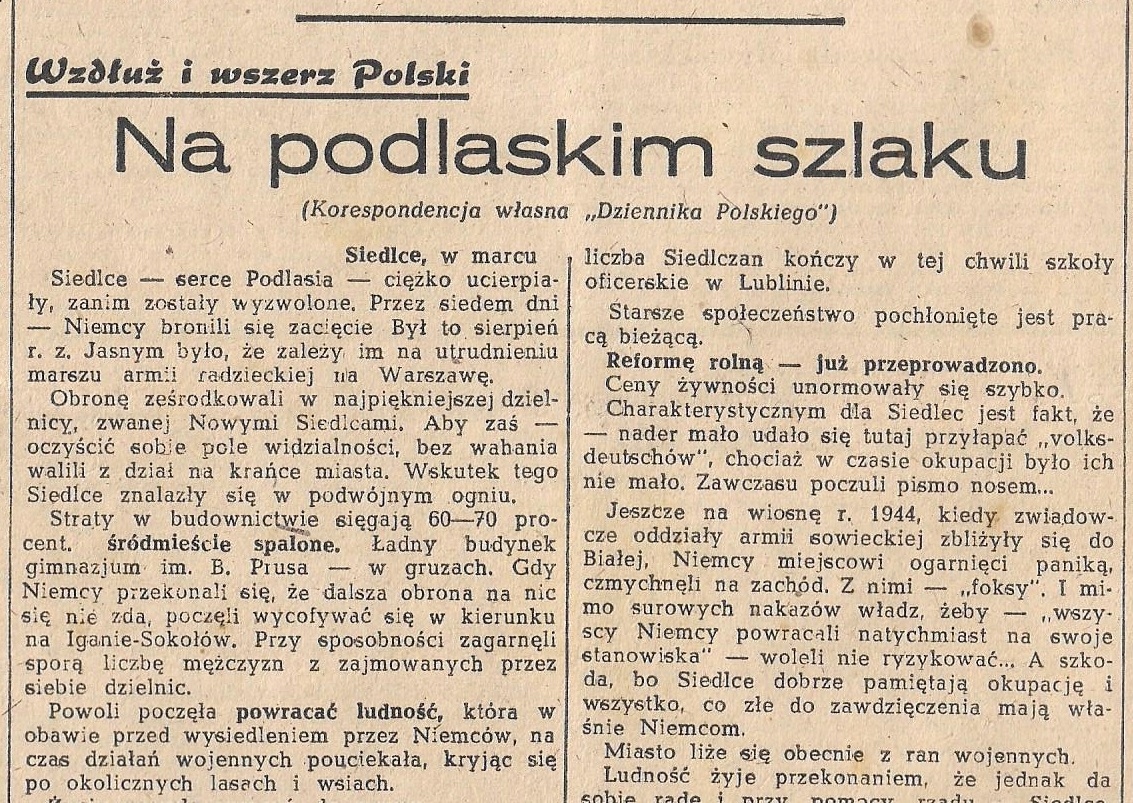 Wzdłuż i wszerz Polski
Na podlaskim szlaku
(Korespondencja własna „Dziennika Polskiego")
Siedlce, w marcu
Siedlce — serce Podlasia — ciężko ucierpia-
ły, zanim zostały wyzwolone. Przez siedem dni
— Niemcy bronili się zacięcie Był to sierpień
r. z. Jasnym było, że zależy im na utrudnieniu
marszu armii radzieckiej na Warszawę.
Obronę ześrodkowali w najpiękniejszej dziel-
nicy, zwanej Nowymi Siedlcami. Aby zaś —
oczyścić sobie pole widzialności, bez wahania
walili z dział na krańce miasta. Wskutek tego
Siedlce znalazły się w podwójnym ogniu.
Straty w budownictwie sięgają 60—70 pro-
cent. śródmieście spalone. Ładny budynek
gimnazjum im. B. Prusa — w gruzach. Gdy
Niemcy przekonali się, że dalsza obrona na nic
się nie zda, poczęli wycofywać się w kierunku
na Iganie-Sokołów. Przy sposobności zagarnęli
sporą liczbę mężczyzn z zajmowanych przez
siebie dzielnic.
Powoli poczęła powracać ludność, która w
obawie przed wysiedleniem przez Niemców, na
czas działań wojennych pouciekała, kryjąc się
po okolicznych lasach i wsiach.
liczba Siedlczan kończy w tej chwili szkoły
oficerskie w Lublinie.
Starsze społeczeństwo pochłonięte jest pra-
cą bieżącą.
Reformę rolną — już przeprowadzono.
Ceny żywności unormowały się szybko.
Charakterystycznym dla Siedlec jest fakt, że
— nader mało udało się tutaj przyłapać „volks-
deutschów", chociaż w czasie okupacji było ich
nie mało. Zawczasu poczuli pismo nosem...
Jeszcze na wiosnę r. 1944, kiedy zwiadow-
cze oddziały armii sowieckiej zbliżyły się do
Białej, Niemcy miejscowi ogarnięci paniką,
czmychnęli na zachód. Z nimi — „foksy". I mi-
mo surowych nakazów władz, żeby — „wszy-
scy Niemcy powracali natychmiast na swoje
stanowiska" — woleli nie ryzykować... A szko-
da, bo Siedlce dobrze pamiętają okupację i
wszystko, co złe do zawdzięczenia mają wła-
śnie Niemcom.
Miasto liże się obecnie z ran wojennych.
Ludność żyje przekonaniem, że jednak da
sobie radę i przy pomocy rządu Siedlce